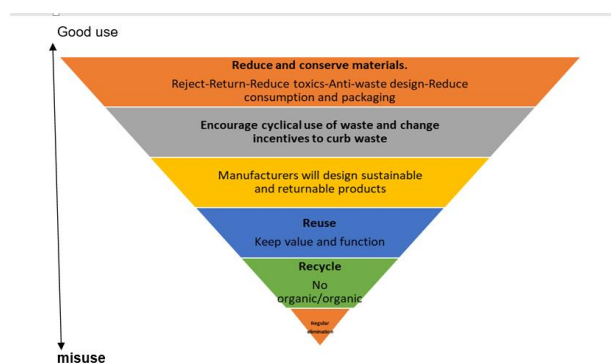 Good use
Reduce and conserve materials.
Reject-Return-Reduce toxics-Anti-waste design-Reduce
consumption and packaging
Encourage cyclical use of waste and change
incentives to curb waste
Manufacturers will design sustainable
and returnable products
Reuse
Keep value and function
Recycle
No
organic/organic
Regular
elimination
misuse